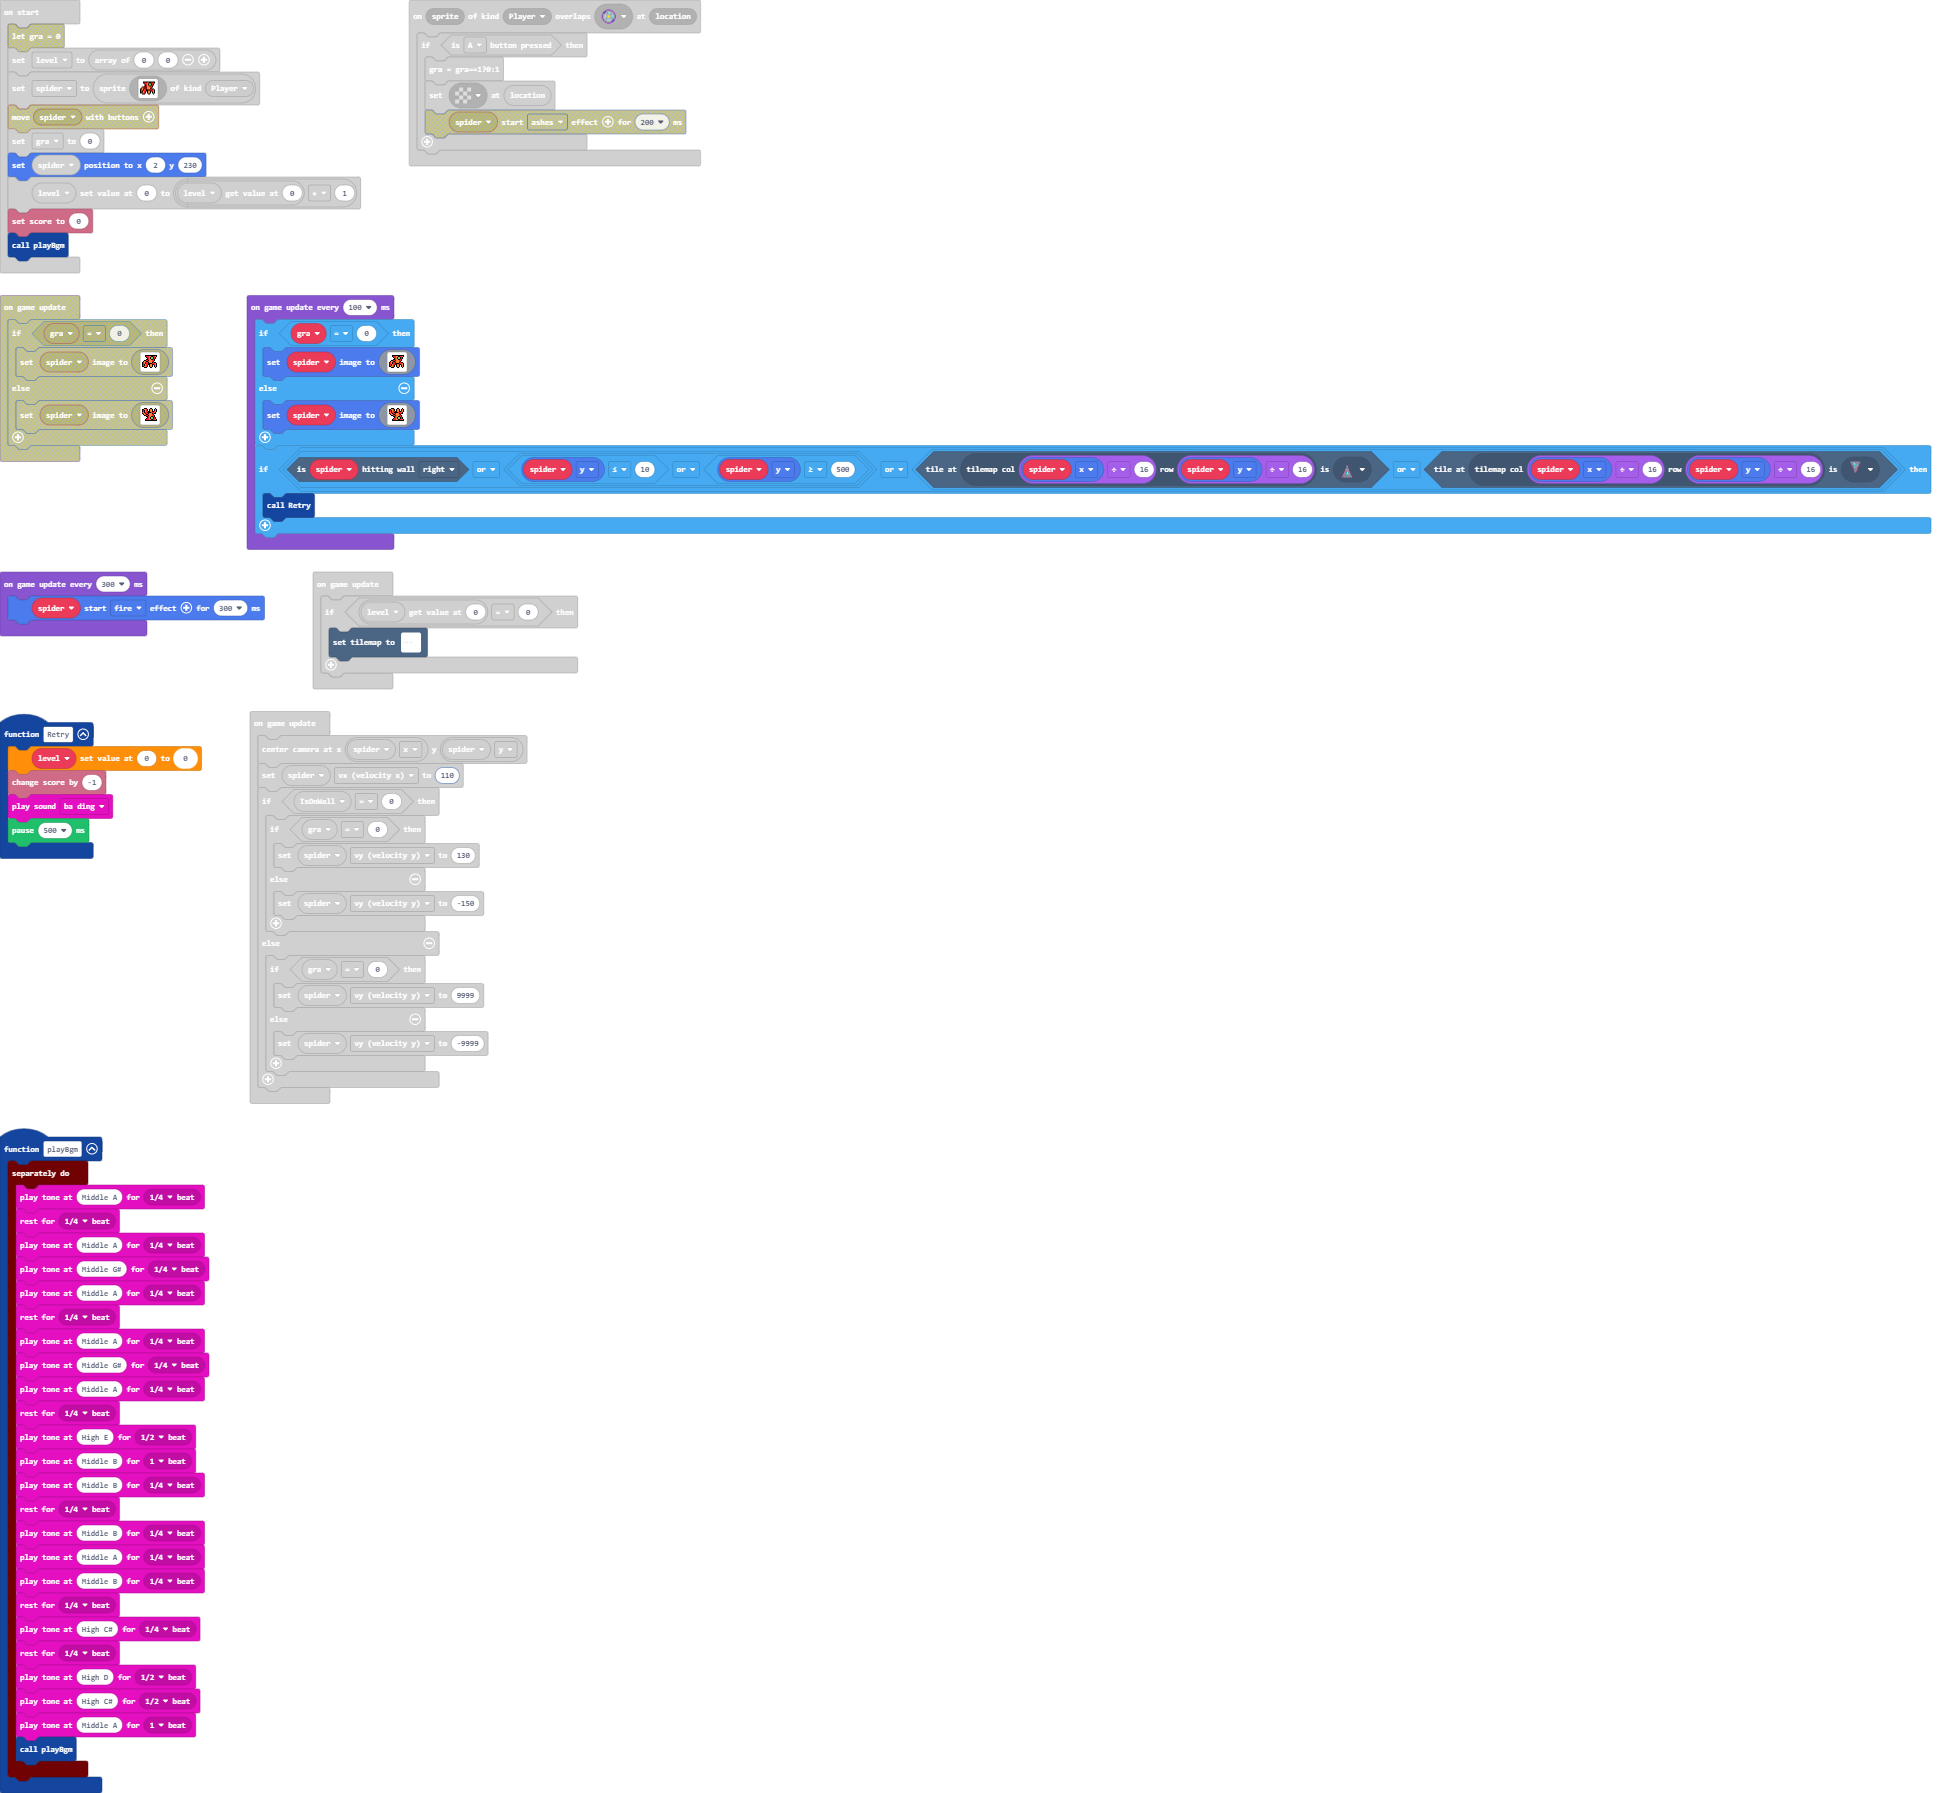 on start
let gra = 0
set level to array of 0 0
set spider to sprite of kind Player
move spider with buttons
set gra to 0
set spider position to x 2 y 230
level set value at 0 to level get value at 0 + 1
set score to 0
call playBgm
on sprite of kind Player overlaps at location
if is A button pressed then
gra = gra==1?0:1
set at location
spider start ashes effect for 200 ms
on game update
if gra = 0 then
set spider image to
else
set spider image to
on game update every 100 ms
if gra = 0 then
set spider image to
else
set spider image to
if is spider hitting wall right or spider y ≤ 10 or spider y ≥ 500 or tile at tilemap col spider x ÷ 16 row spider y ÷ 16 is or tile at tilemap col spider x ÷ 16 row spider y ÷ 16 is then
call Retry
on game update every 300 ms
spider start fire effect for 300 ms
on game update
if level get value at 0 = 0 then
set tilemap to
function Retry
level set value at 0 to 0
change score by -1
play sound ba ding
pause 500 ms
on game update
center camera at x spider x y spider y
set spider vx (velocity x) to 110
if IsOnWall = 0 then
if gra = 0 then
set spider vy (velocity y) to 130
else
set spider vy (velocity y) to -150
else
if gra = 0 then
set spider vy (velocity y) to 9999
else
set spider vy (velocity y) to -9999
function playBgm
separately do
play tone at Middle A for 1/4 beat
rest for 1/4 beat
play tone at Middle A for 1/4 beat
play tone at Middle G# for 1/4 beat
play tone at Middle A for 1/4 beat
rest for 1/4 beat
play tone at Middle A for 1/4 beat
play tone at Middle G# for 1/4 beat
play tone at Middle A for 1/4 beat
rest for 1/4 beat
play tone at High E for 1/2 beat
play tone at Middle B for 1 beat
play tone at Middle B for 1/4 beat
rest for 1/4 beat
play tone at Middle B for 1/4 beat
play tone at Middle A for 1/4 beat
play tone at Middle B for 1/4 beat
rest for 1/4 beat
play tone at High C# for 1/4 beat
rest for 1/4 beat
play tone at High D for 1/2 beat
play tone at High C# for 1/2 beat
play tone at Middle A for 1 beat
call playBgm